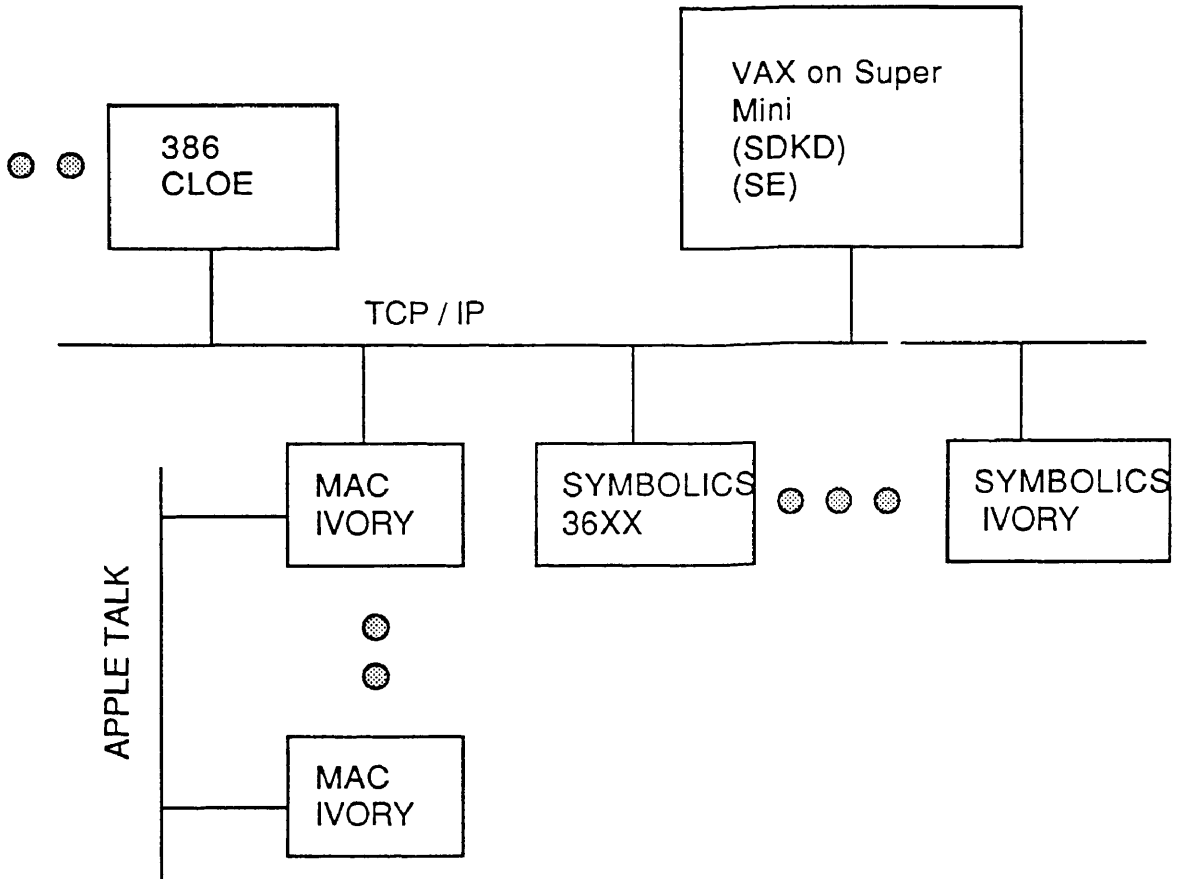 386
CLOE
VAX on Super
Mini
(SDKD)
(SE)
TCP / IP
MAC
IVORY
SYMBOLICS
36XX
SYMBOLICS
IVORY
APPLE TALK
MAC
IVORY